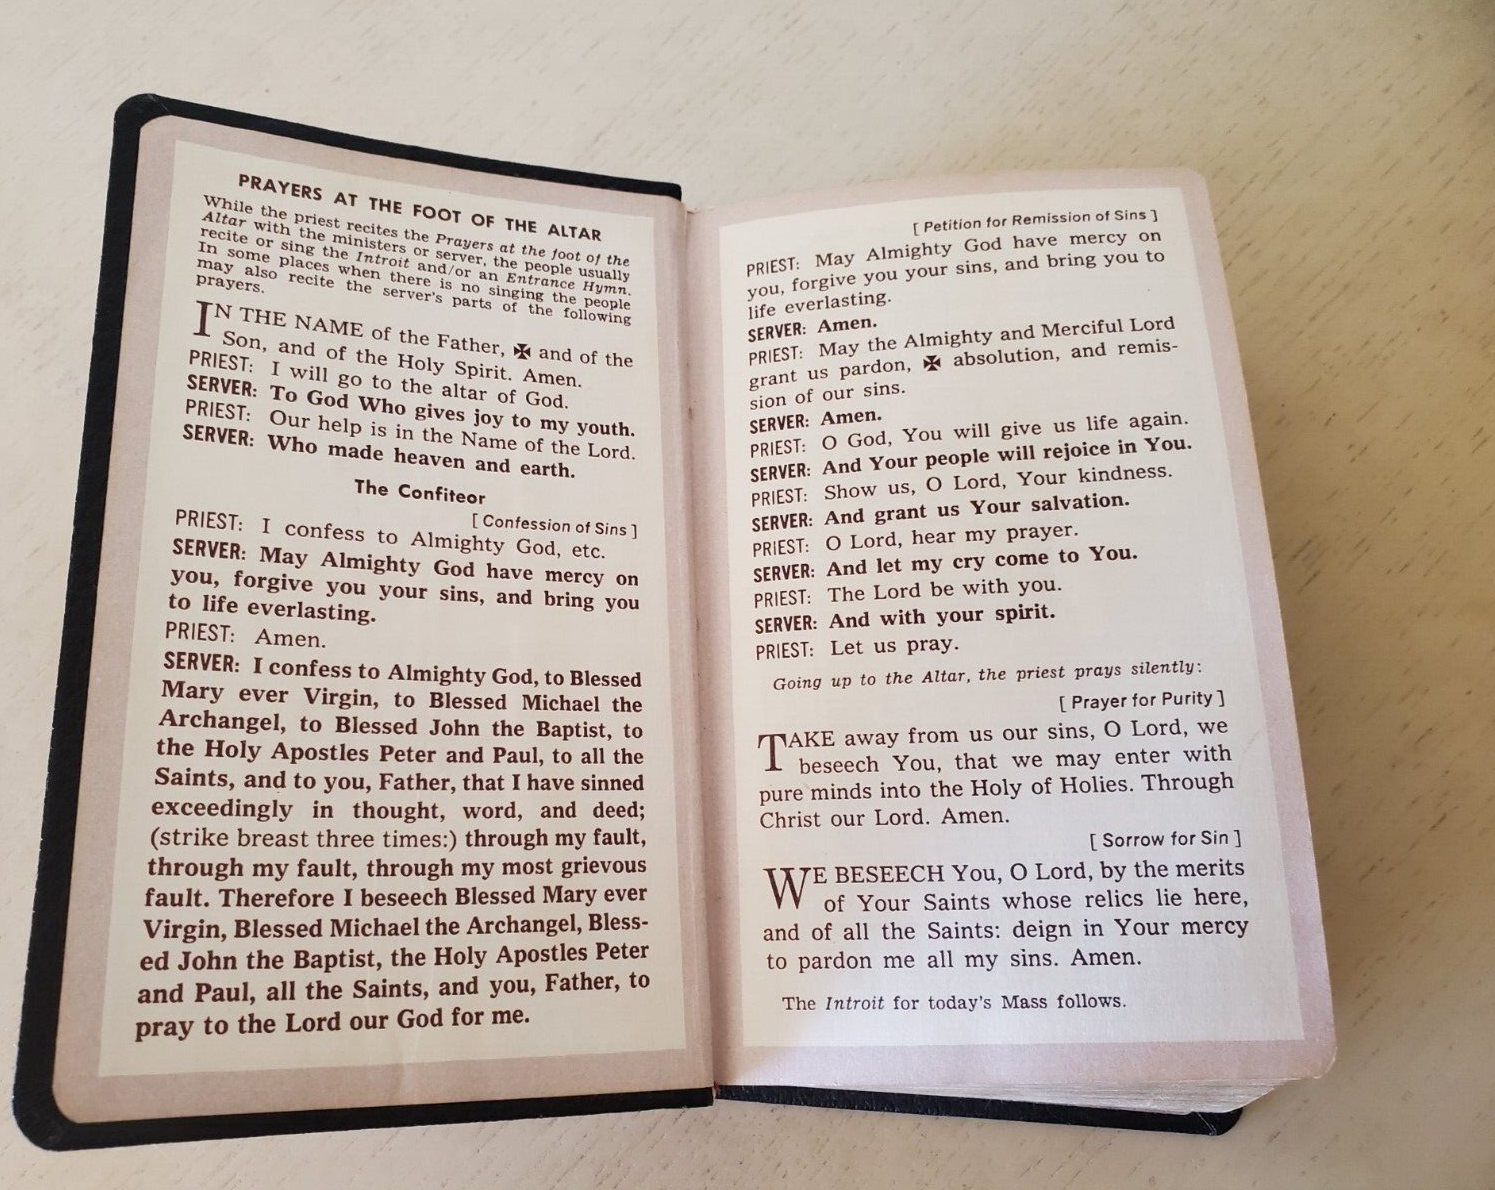 PRAYERS AT THE FOOT OF THE ALTAR
While the priest recites the Prayers at the foot of the
Altar with the ministers or server, the people usually
recite or sing the Introit and/or an Entrance Hymn.
In some places when there is no singing the people
may also recite the server's parts of the following
prayers.
IN THE NAME of the Father, ✠ and of the
Son, and of the Holy Spirit. Amen.
PRIEST: I will go to the altar of God.
SERVER: To God Who gives joy to my youth.
PRIEST: Our help is in the Name of the Lord.
SERVER: Who made heaven and earth.
The Confiteor
[ Confession of Sins ]
PRIEST: I confess to Almighty God, etc.
SERVER: May Almighty God have mercy on
you, forgive you your sins, and bring you
to life everlasting.
PRIEST: Amen.
SERVER: I confess to Almighty God, to Blessed
Mary ever Virgin, to Blessed Michael the
Archangel, to Blessed John the Baptist, to
the Holy Apostles Peter and Paul, to all the
Saints, and to you, Father, that I have sinned
exceedingly in thought, word, and deed;
(strike breast three times:) through my fault,
through my fault, through my most grievous
fault. Therefore I beseech Blessed Mary ever
Virgin, Blessed Michael the Archangel, Bless-
ed John the Baptist, the Holy Apostles Peter
and Paul, all the Saints, and you, Father, to
pray to the Lord our God for me.
[ Petition for Remission of Sins ]
PRIEST: May Almighty God have mercy on
you, forgive you your sins, and bring you to
life everlasting.
SERVER: Amen.
PRIEST: May the Almighty and Merciful Lord
grant us pardon, ✠ absolution, and remis-
sion of our sins.
SERVER: Amen.
PRIEST: O God, You will give us life again.
SERVER: And Your people will rejoice in You.
PRIEST: Show us, O Lord, Your kindness.
SERVER: And grant us Your salvation.
PRIEST: O Lord, hear my prayer.
SERVER: And let my cry come to You.
PRIEST: The Lord be with you.
SERVER: And with your spirit.
PRIEST: Let us pray.
Going up to the Altar, the priest prays silently:
[ Prayer for Purity ]
TAKE away from us our sins, O Lord, we
beseech You, that we may enter with
pure minds into the Holy of Holies. Through
Christ our Lord. Amen.
[ Sorrow for Sin ]
WE BESEECH You, O Lord, by the merits
of Your Saints whose relics lie here,
and of all the Saints: deign in Your mercy
to pardon me all my sins. Amen.
The Introit for today's Mass follows.